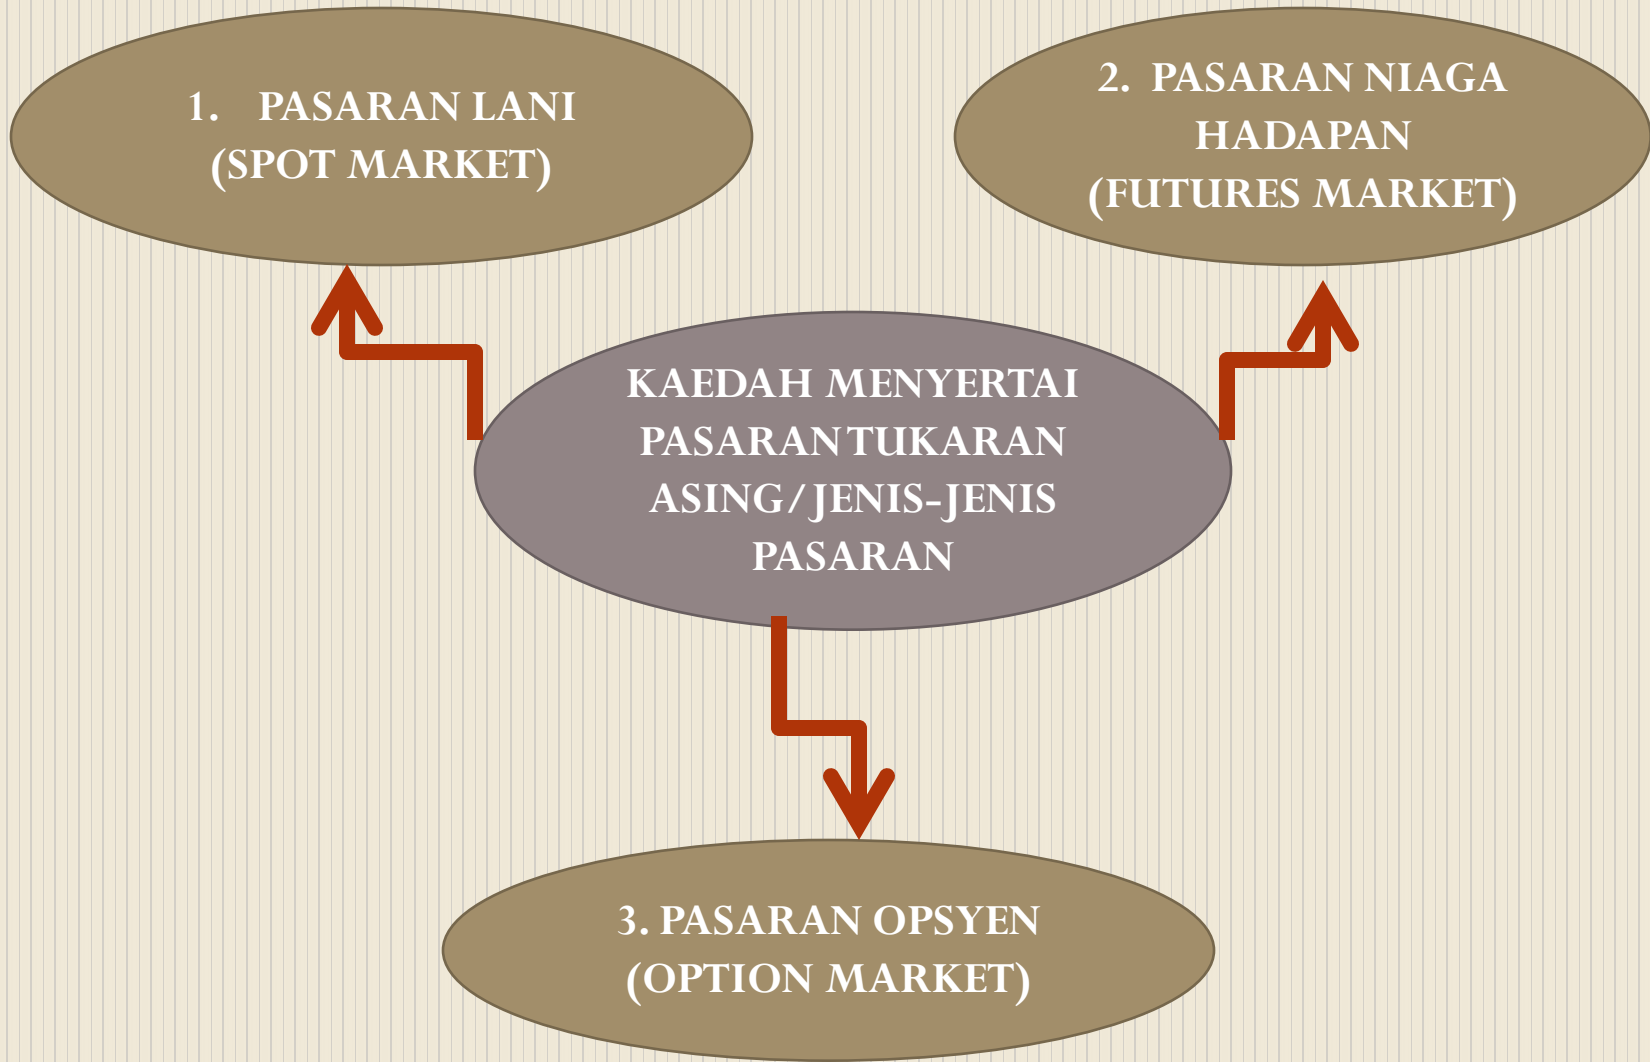 1. PASARAN LANI
(SPOT MARKET)
2. PASARAN NIAGA
HADAPAN
(FUTURES MARKET)
KAEDAH MENYERTAI
PASARAN TUKARAN
ASING/JENIS-JENIS
PASARAN
3. PASARAN OPSYEN
(OPTION MARKET)